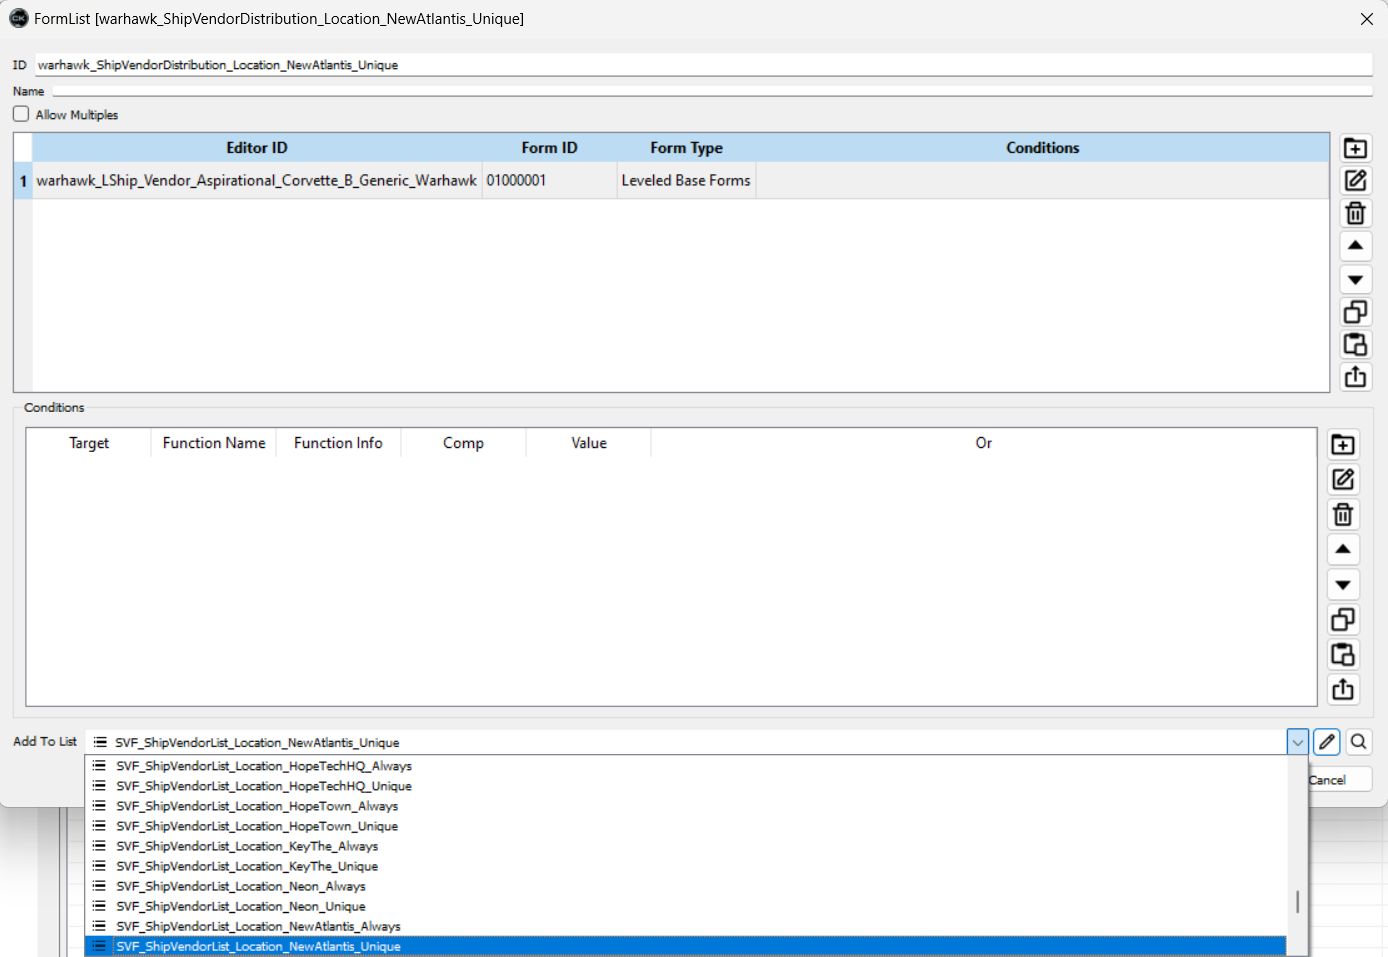 FormList [warhawk_ShipVendorDistribution_Location_NewAtlantis_Unique]
ID warhawk_ShipVendorDistribution_Location_NewAtlantis_Unique
Name
Allow Multiples
Editor ID Form ID Form Type Conditions
1 warhawk_LShip_Vendor_Aspirational_Corvette_B_Generic_Warhawk 01000001 Leveled Base Forms
Conditions
Target Function Name Function Info Comp Value Or
Add To List SVF_ShipVendorList_Location_NewAtlantis_Unique
SVF_ShipVendorList_Location_HopeTechHQ_Always
Cancel
SVF_ShipVendorList_Location_HopeTechHQ_Unique
SVF_ShipVendorList_Location_HopeTown_Always
SVF_ShipVendorList_Location_HopeTown_Unique
SVF_ShipVendorList_Location_KeyThe_Always
SVF_ShipVendorList_Location_KeyThe_Unique
SVF_ShipVendorList_Location_Neon_Always
SVF_ShipVendorList_Location_Neon_Unique
SVF_ShipVendorList_Location_NewAtlantis_Always
SVF_ShipVendorList_Location_NewAtlantis_Unique